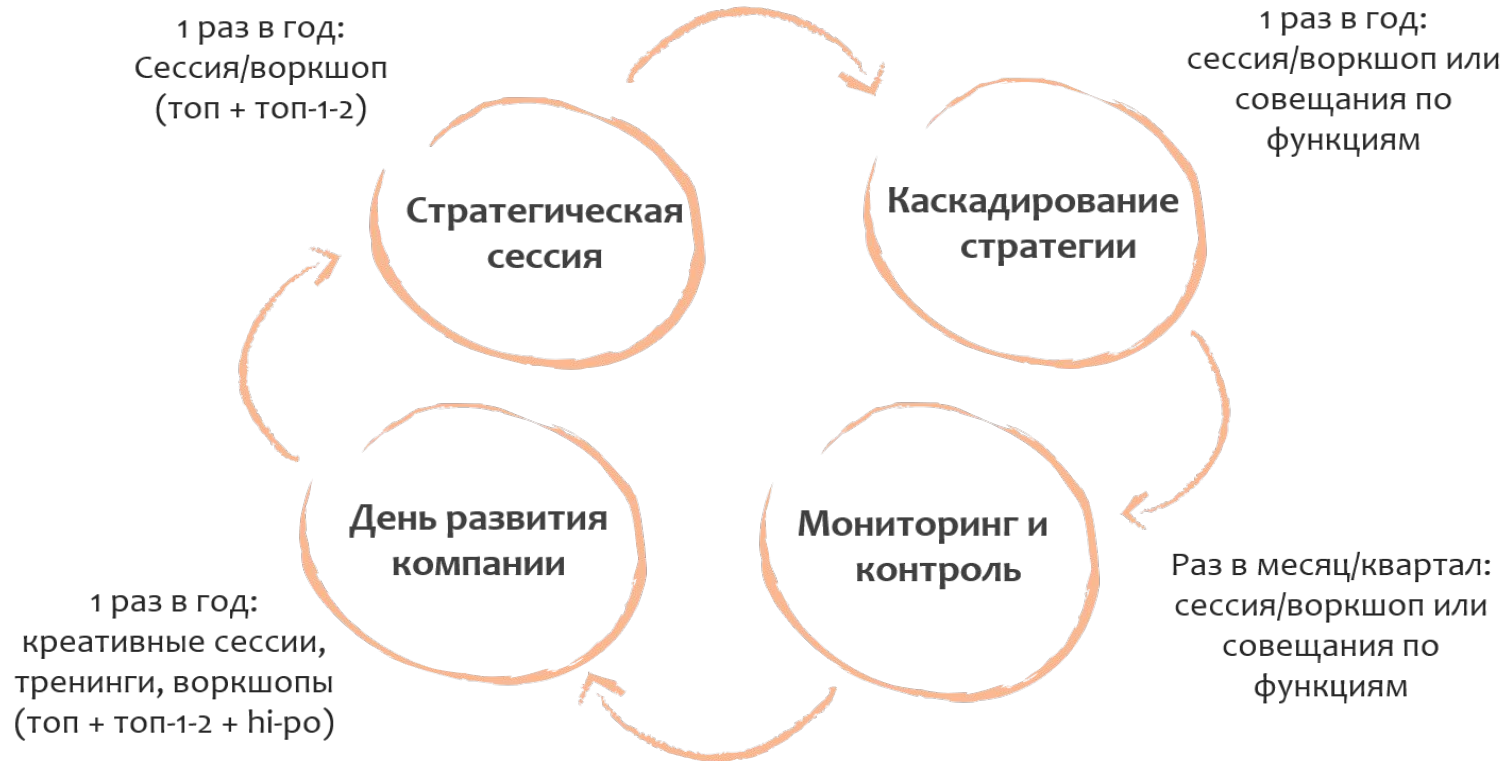 1 раз в год:
Сессия/воркшоп
(топ + топ-1-2)
1 раз в год:
сессия/воркшоп или
совещания по
функциям
Стратегическая
сессия
Каскадирование
стратегии
День развития
компании
Мониторинг и
контроль
1 раз в год:
креативные сессии,
тренинги, воркшопы
(топ + топ-1-2 + hi-po)
Раз в месяц/квартал:
сессия/воркшоп или
совещания по
функциям